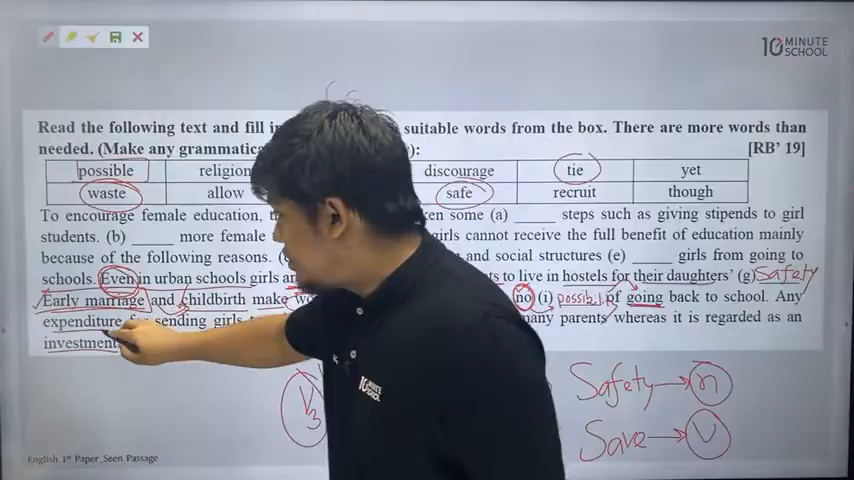 10 MINUTE
SCHOOL
Read the following text and fill in suitable words from the box. There are more words than
needed. (Make any grammatical ): [RB' 19]
possible religion discourage tie yet
waste allow safe recruit though
To encourage female education, some (a) _____ steps such as giving stipends to girl
students. (b) _____ more female girls cannot receive the full benefit of education mainly
because of the following reasons. and social structures (e) _____ girls from going to
schools. Even in urban schools girls to live in hostels for their daughters' (g) Safety
Early marriage and childbirth make no (i) of going back to school. Any
expenditure sending girls many parents whereas it is regarded as an
investment
V3
Safety → n
Save → V
10 MINUTE
SCHOOL
English 1st Paper_Seen Passage